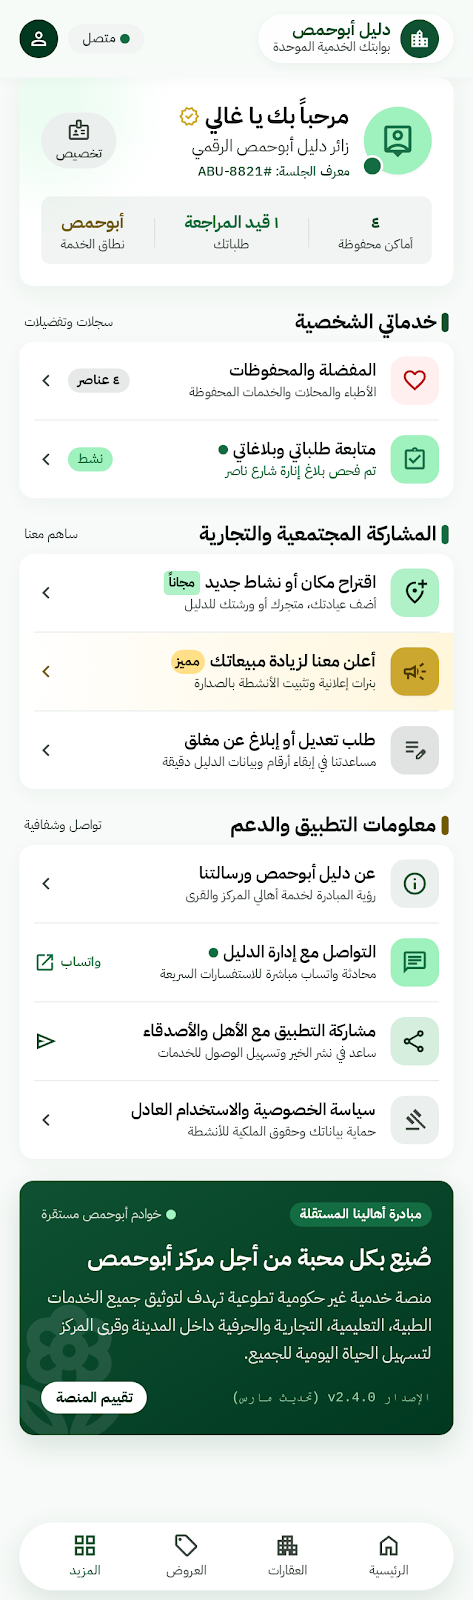 دليل أبوحمص
بوابتك الخدمية الموحدة
متصل
مرحباً بك يا غالي
زائر دليل أبوحمص الرقمي
معرف الجلسة: #ABU-8821
تخصيص
٤
أماكن محفوظة
١ قيد المراجعة
طلباتك
أبوحمص
نطاق الخدمة
خدماتي الشخصية
سجلات وتفضيلات
المفضلة والمحفوظات
الأطباء والمحلات والخدمات المحفوظة
٤ عناصر
متابعة طلباتي وبلاغاتي
تم فحص بلاغ إنارة شارع ناصر
نشط
المشاركة المجتمعية والتجارية
ساهم معنا
اقتراح مكان أو نشاط جديد مجاناً
أضف عيادتك، متجرك أو ورشتك للدليل
أعلن معنا لزيادة مبيعاتك مميز
بنرات إعلانية وتثبيت الأنشطة بالصدارة
طلب تعديل أو إبلاغ عن مغلق
مساعدتنا في إبقاء أرقام وبيانات الدليل دقيقة
معلومات التطبيق والدعم
تواصل وشفافية
عن دليل أبوحمص ورسالتنا
رؤية المبادرة لخدمة أهالي المركز والقرى
التواصل مع إدارة الدليل
محادثة واتساب مباشرة للاستفسارات السريعة
واتساب
مشاركة التطبيق مع الأهل والأصدقاء
ساعد في نشر الخير وتسهيل الوصول للخدمات
سياسة الخصوصية والاستخدام العادل
حماية بياناتك وحقوق الملكية للأنشطة
مبادرة أهالينا المستقلة
خوادم أبوحمص مستقرة
صُنِع بكل محبة من أجل مركز أبوحمص
منصة خدمية غير حكومية تطوعية تهدف لتوثيق جميع الخدمات
الطبية، التعليمية، التجارية والحرفية داخل المدينة وقرى المركز
لتسهيل الحياة اليومية للجميع.
الإصدار v2.4.0 (تحديث مارس)
تقييم المنصة
الرئيسية
العقارات
العروض
المزيد